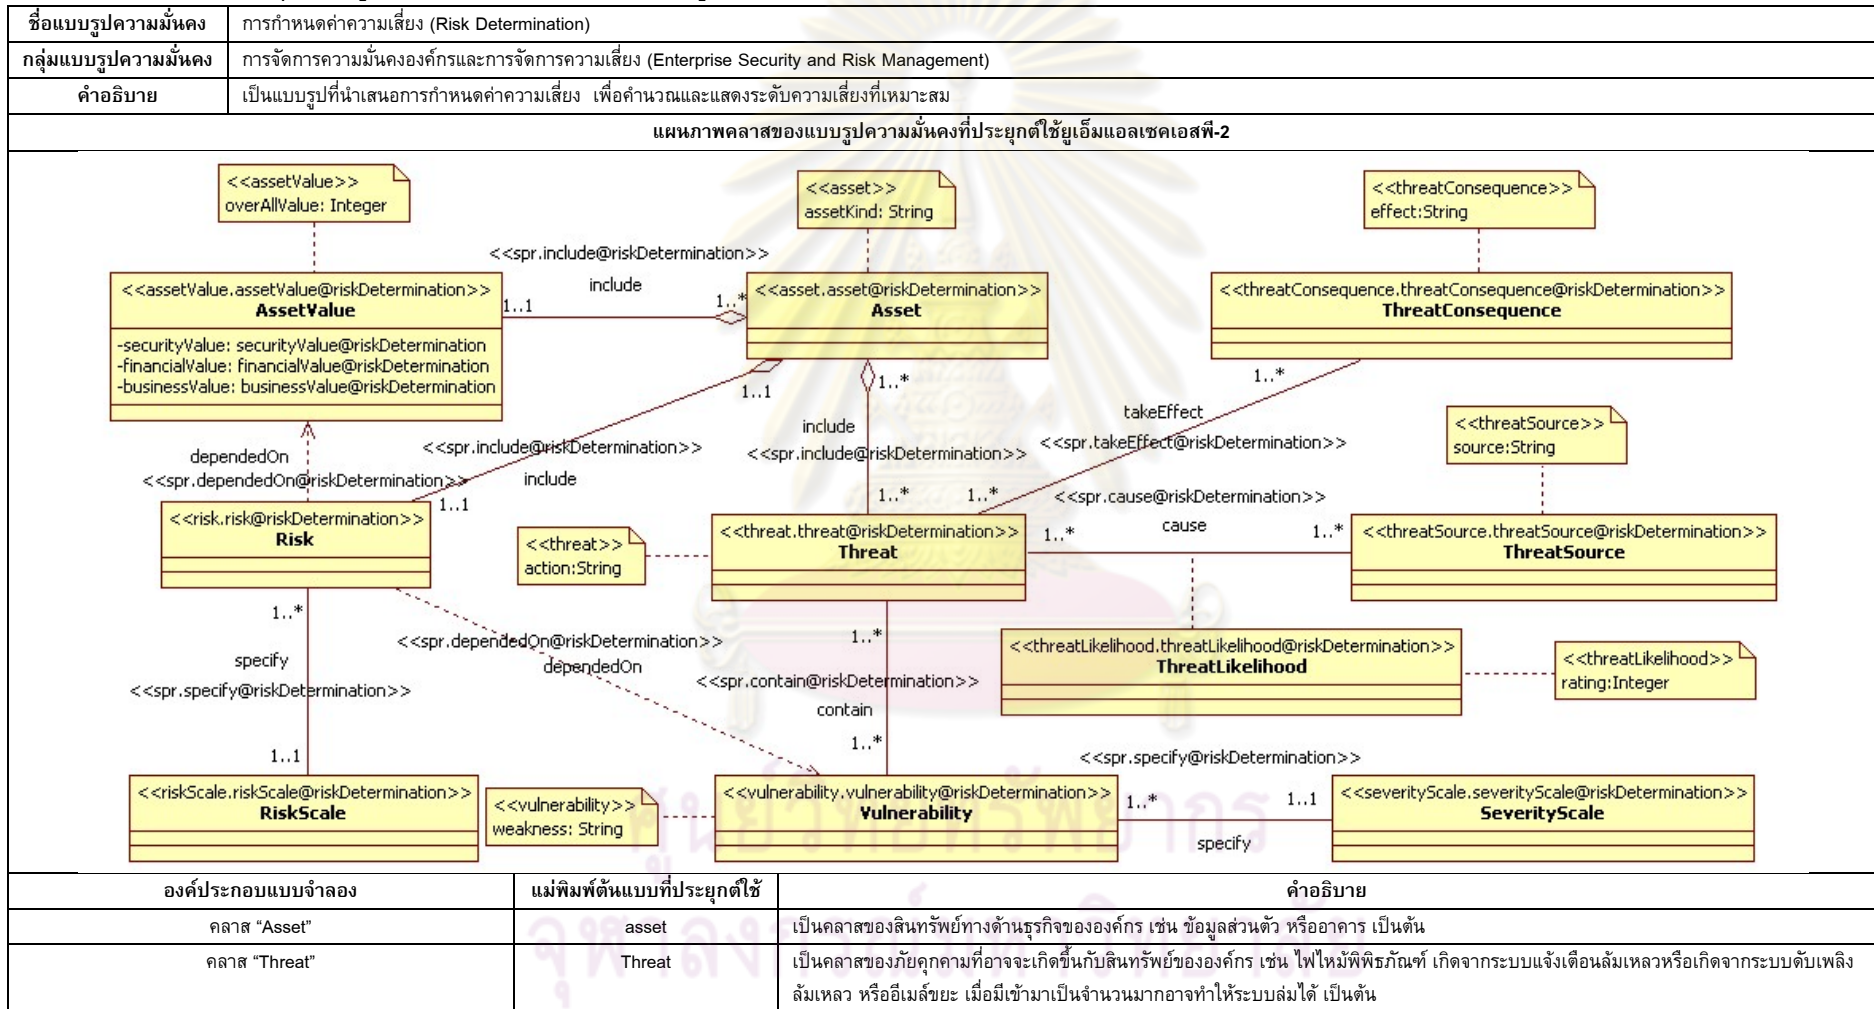 ชื่อแบบรูปความมั่นคง การกำหนดค่าความเสี่ยง (Risk Determination)
กลุ่มแบบรูปความมั่นคง การจัดการความมั่นคงองค์กรและการจัดการความเสี่ยง (Enterprise Security and Risk Management)
คำอธิบาย เป็นแบบรูปที่นำเสนอการกำหนดค่าความเสี่ยง เพื่อคำนวณและแสดงระดับความเสี่ยงที่เหมาะสม
แผนภาพคลาสของแบบรูปความมั่นคงที่ประยุกต์ใช้ยูเอ็มแอลเซคเอสพี-2
<<assetValue>>
overAllValue: Integer
<<asset>>
assetKind: String
<<threatConsequence>>
effect:String
<<spr.include@riskDetermination>>
include
1..1
1..*
<<assetValue.assetValue@riskDetermination>>
AssetValue
-securityValue: securityValue@riskDetermination
-financialValue: financialValue@riskDetermination
-businessValue: businessValue@riskDetermination
<<asset.asset@riskDetermination>>
Asset
<<threatConsequence.threatConsequence@riskDetermination>>
ThreatConsequence
1..1
1..*
1..*
takeEffect
<<spr.takeEffect@riskDetermination>>
<<threatSource>>
source:String
include
<<spr.include@riskDetermination>>
<<spr.include@riskDetermination>>
include
dependedOn
<<spr.dependedOn@riskDetermination>>
1..1
1..*
1..*
<<spr.cause@riskDetermination>>
cause
1..*
1..*
<<risk.risk@riskDetermination>>
Risk
<<threat>>
action:String
<<threat.threat@riskDetermination>>
Threat
<<threatSource.threatSource@riskDetermination>>
ThreatSource
1..*
specify
<<spr.specify@riskDetermination>>
1..1
<<spr.dependedOn@riskDetermination>>
dependedOn
1..*
<<spr.contain@riskDetermination>>
contain
1..*
<<threatLikelihood.threatLikelihood@riskDetermination>>
ThreatLikelihood
<<threatLikelihood>>
rating:Integer
<<spr.specify@riskDetermination>>
<<riskScale.riskScale@riskDetermination>>
RiskScale
<<vulnerability>>
weakness: String
<<vulnerability.vulnerability@riskDetermination>>
Vulnerability
1..*
1..1
specify
<<severityScale.severityScale@riskDetermination>>
SeverityScale
ศูนย์วิทยทรัพยากร
จุฬาลงกรณ์มหาวิทยาลัย
องค์ประกอบแบบจำลอง แม่พิมพ์ต้นแบบที่ประยุกต์ใช้ คำอธิบาย
คลาส “Asset” asset เป็นคลาสของสินทรัพย์ทางด้านธุรกิจขององค์กร เช่น ข้อมูลส่วนตัว หรืออาคาร เป็นต้น
คลาส “Threat” Threat เป็นคลาสของภัยคุกคามที่อาจจะเกิดขึ้นกับสินทรัพย์ขององค์กร เช่น ไฟไหม้พิพิธภัณฑ์ เกิดจากระบบแจ้งเตือนล้มเหลวหรือเกิดจากระบบดับเพลิง
ล้มเหลว หรืออีเมล์ขยะ เมื่อมีเข้ามาเป็นจำนวนมากอาจทำให้ระบบล่มได้ เป็นต้น